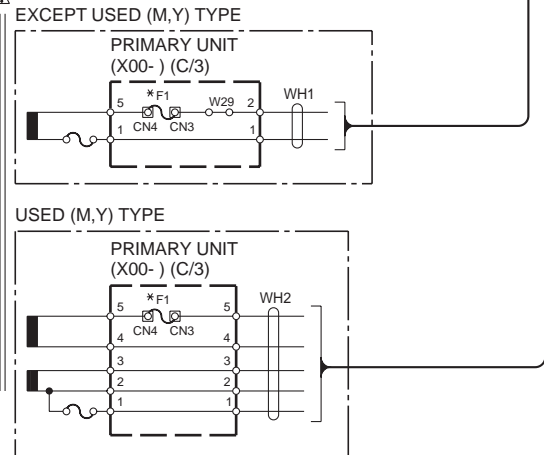 EXCEPT USED (M,Y) TYPE
PRIMARY UNIT
(X00- ) (C/3)
WH1
*F1
5 W29 2
CN4 CN3
1 1
USED (M,Y) TYPE
PRIMARY UNIT
(X00- ) (C/3)
WH2
*F1
5 5
CN4 CN3
4 4
3 3
2 2
1 1